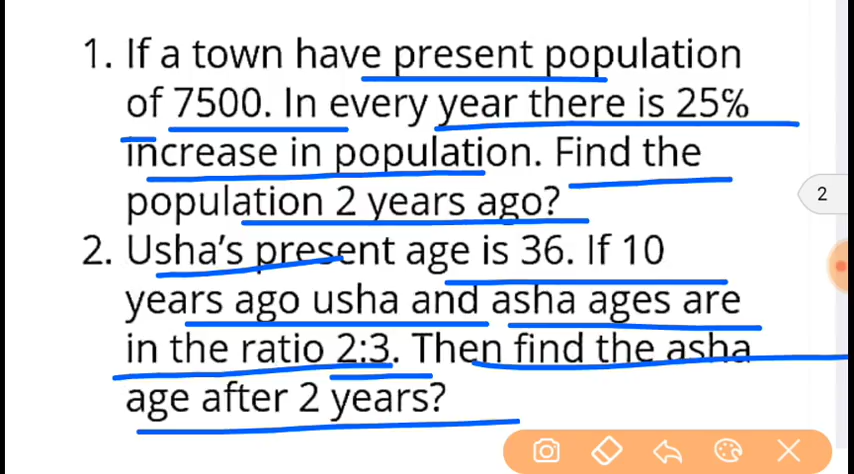 1. If a town have present population
of 7500. In every year there is 25℅
increase in population. Find the
population 2 years ago?
2. Usha's present age is 36. If 10
years ago usha and asha ages are
in the ratio 2:3. Then find the asha
age after 2 years?
2